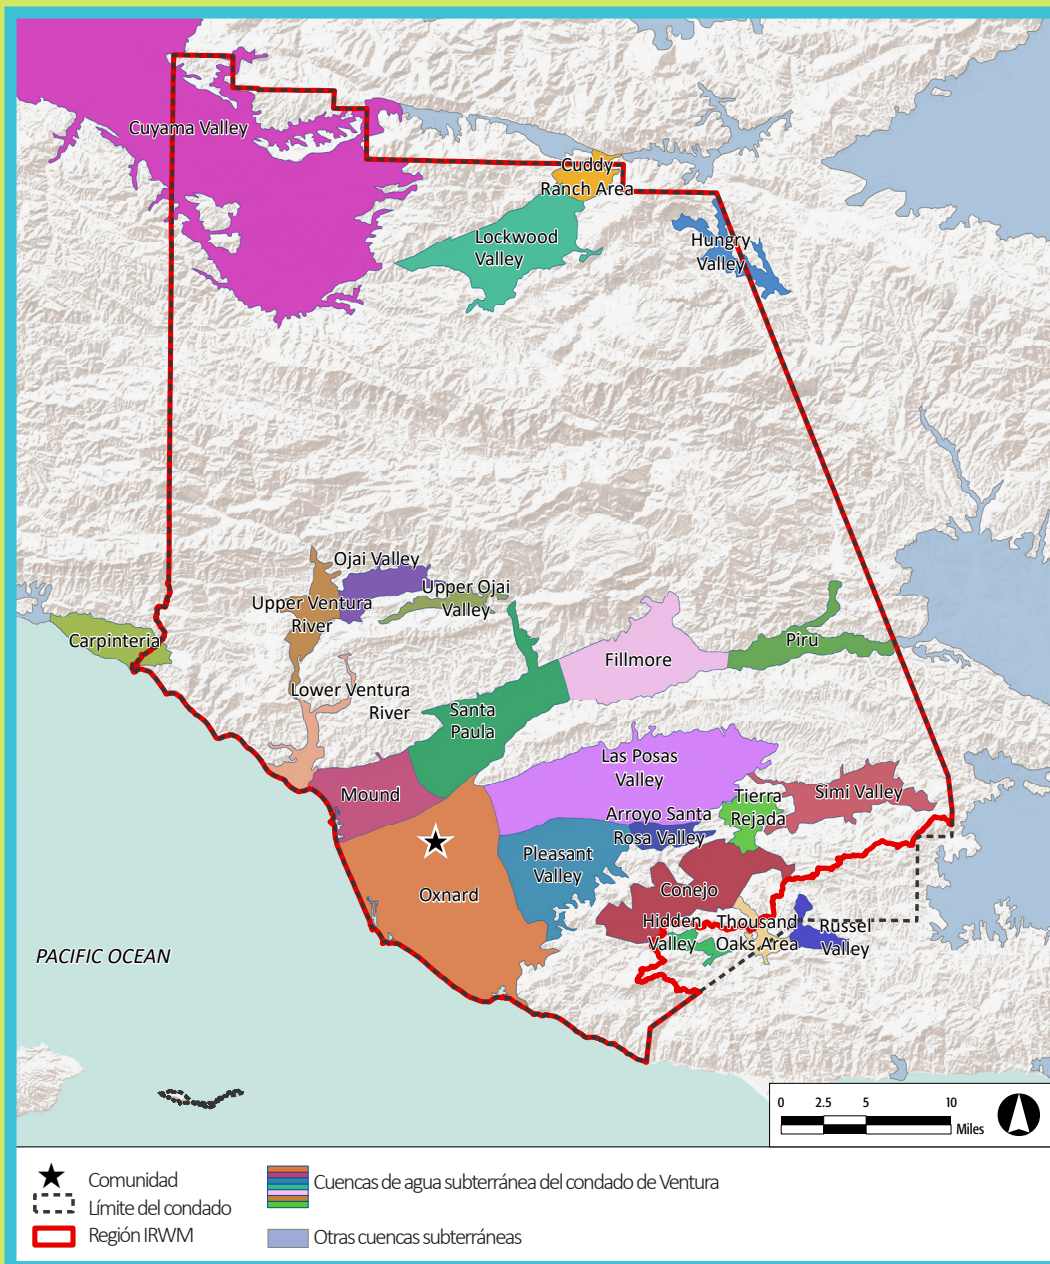 Cuyama Valley
Cuddy
Ranch Area
Lockwood
Valley
Hungry
Valley
Ojai Valley
Upper Ojai
Valley
Upper Ventura
River
Carpinteria
Piru
Fillmore
Lower Ventura
River
Santa
Paula
Las Posas
Valley
Mound
Simi Valley
Tierra
Rejada
Arroyo Santa
Rosa Valley
Pleasant
Valley
Oxnard
Conejo
Hidden
Valley
Thousand
Oaks Area
Russel
Valley
PACIFIC OCEAN
0 2.5 5 10
Miles
Comunidad
Límite del condado
Región IRWM
Cuencas de agua subterránea del condado de Ventura
Otras cuencas subterráneas